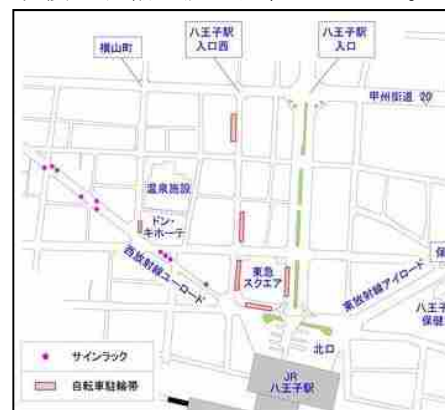 横山町
八王子駅
入口西
八王子駅
入口
甲州街道 20
温泉施設
ドン・
キホーテ
西放射線ユーロード
東急
スクエア
東放射線アイロード
八王子
保健
北口
JR
八王子駅
サインラック
自転車駐輪帯